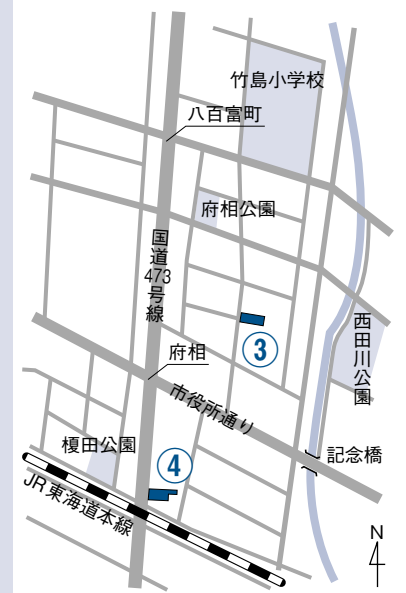 竹島小学校
八百富町
府相公園
国道473号線
西田川公園
③
府相
市役所通り
記念橋
榎田公園
④
JR東海道本線
N